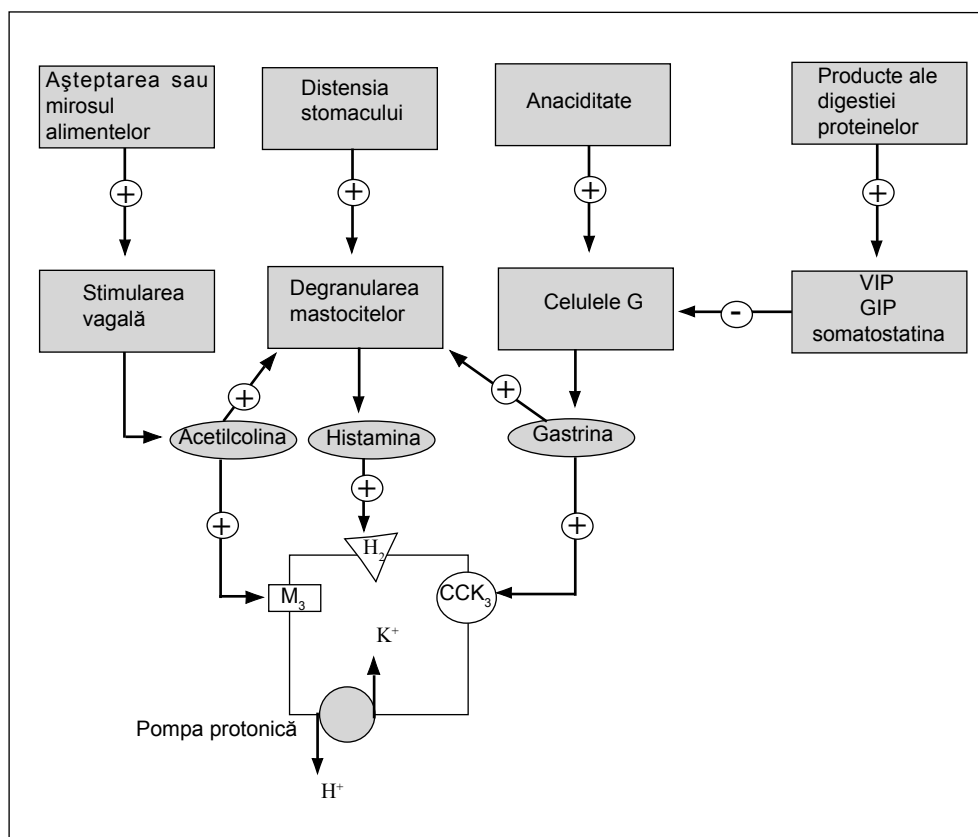 Aşteptarea sau
mirosul
alimentelor
Distensia
stomacului
Anaciditate
Producte ale
digestiei
proteinelor
+
+
+
+
Stimularea
vagală
Degranularea
mastocitelor
Celulele G
-
VIP
GIP
somatostatina
+
+
Acetilcolina
Histamina
Gastrina
+
+
+
H₂
M₃
CCK₃
K⁺
Pompa protonică
H⁺